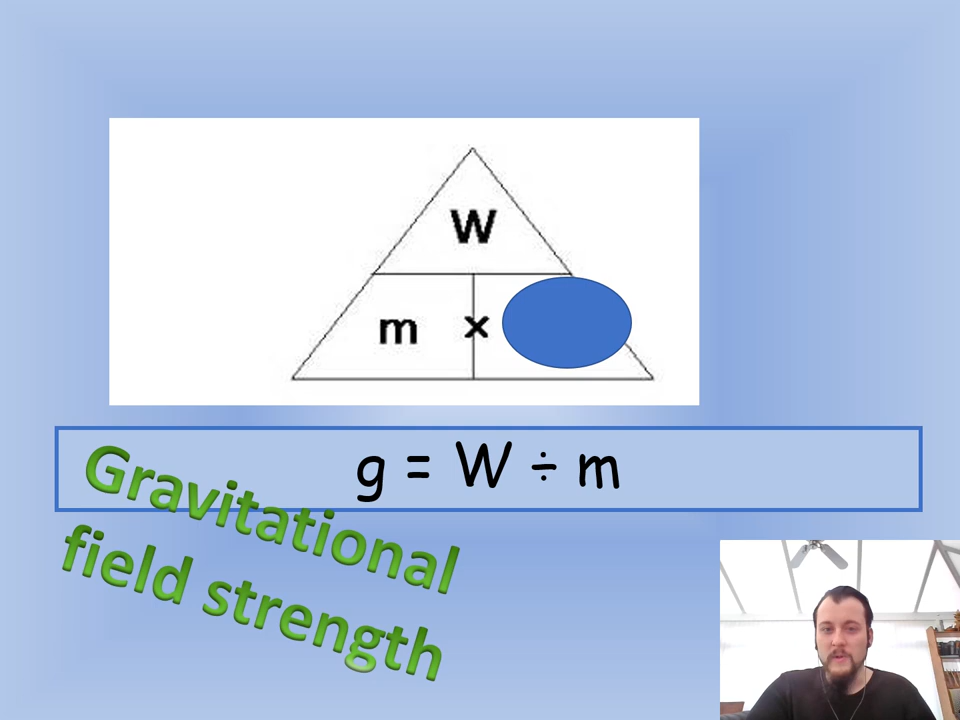 W
m ×
g = W ÷ m
Gravitational
field strength